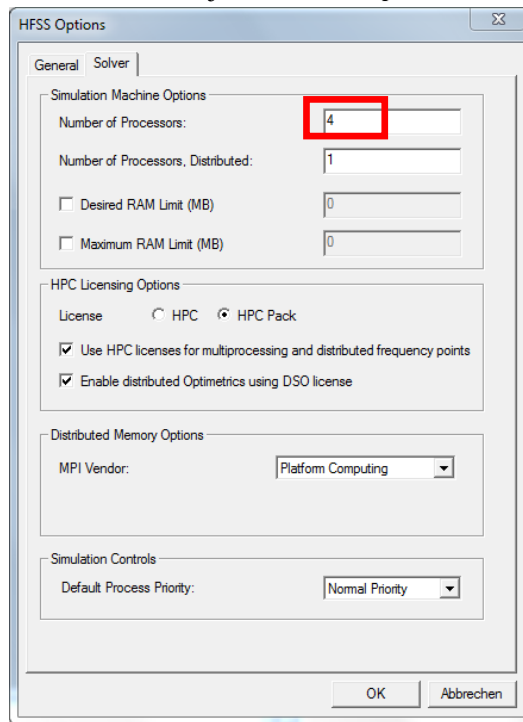 HFSS Options
General Solver
Simulation Machine Options
Number of Processors: 4
Number of Processors, Distributed: 1
Desired RAM Limit (MB) 0
Maximum RAM Limit (MB) 0
HPC Licensing Options
License HPC HPC Pack
Use HPC licenses for multiprocessing and distributed frequency points
Enable distributed Optimetrics using DSO license
Distributed Memory Options
MPI Vendor: Platform Computing
Simulation Controls
Default Process Priority: Normal Priority
OK Abbrechen